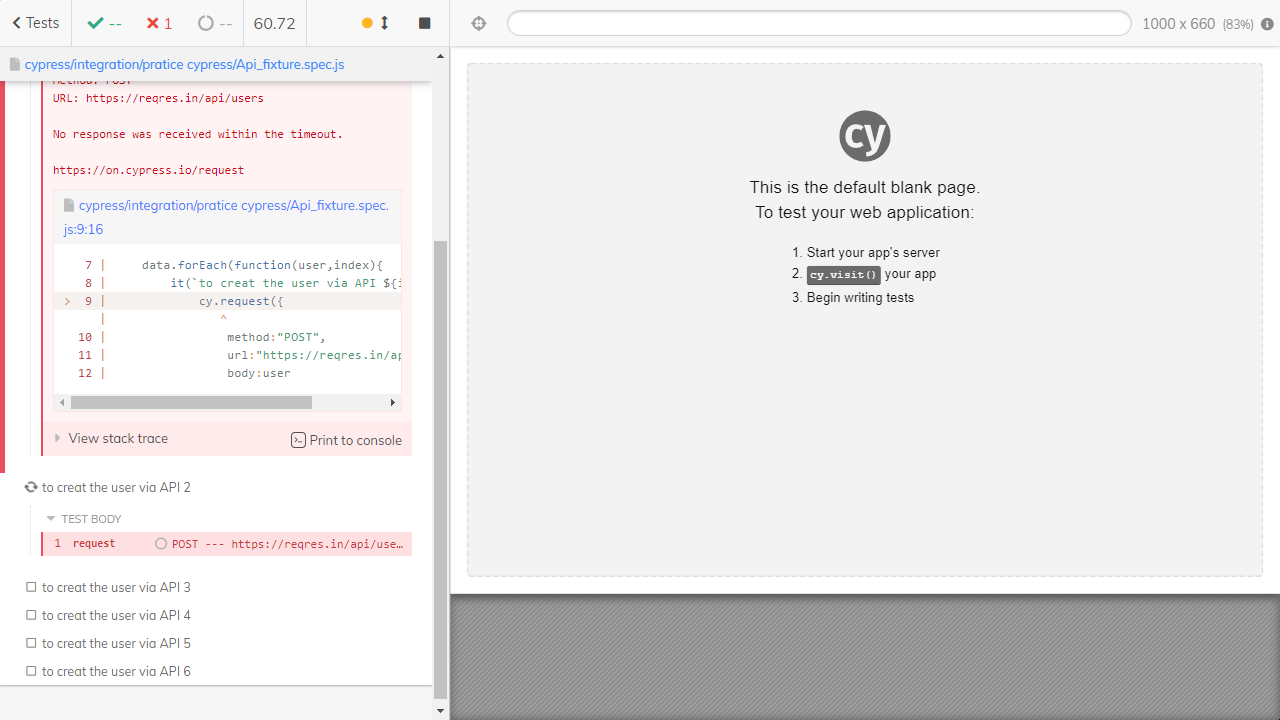 Tests
--
1
--
60.72
1000 x 660 (83%)
cypress/integration/pratice cypress/Api_fixture.spec.js
Method: POST
URL: https://reqres.in/api/users
No response was received within the timeout.
https://on.cypress.io/request
cypress/integration/pratice cypress/Api_fixture.spec.
js:9:16
7 | data.forEach(function(user,index){
8 | it(`to creat the user via API ${i
> 9 | cy.request({
| ^
10 | method:"POST",
11 | url:"https://reqres.in/ap
12 | body:user
View stack trace
Print to console
to creat the user via API 2
TEST BODY
1 request POST --- https://reqres.in/api/use…
to creat the user via API 3
to creat the user via API 4
to creat the user via API 5
to creat the user via API 6
cy
This is the default blank page.
To test your web application:
1. Start your app's server
2. cy.visit() your app
3. Begin writing tests